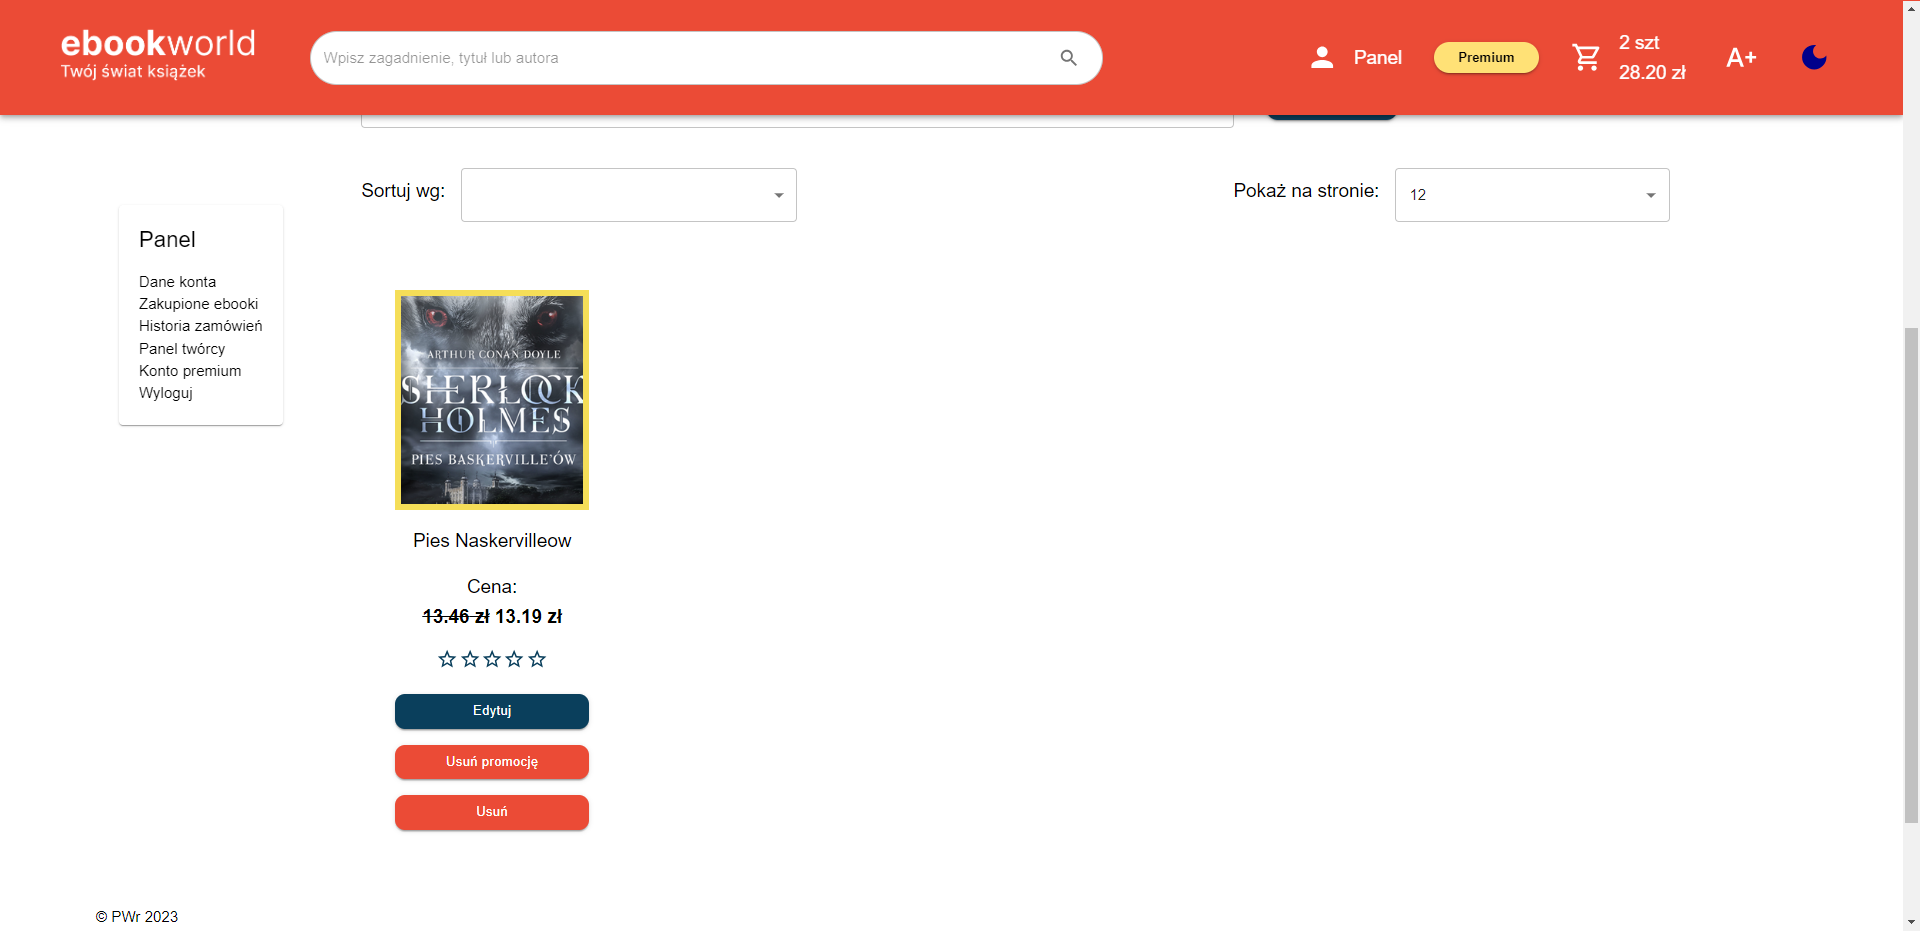 ebookworld
Twój świat książek
Wpisz zagadnienie, tytuł lub autora
Panel
Premium
2 szt
28.20 zł
A+
Sortuj wg:
Pokaż na stronie:
12
Panel
Dane konta
Zakupione ebooki
Historia zamówień
Panel twórcy
Konto premium
Wyloguj
ARTHUR CONAN DOYLE
SHERLOCK
HOLMES
PIES BASKERVILLE'ÓW
Pies Naskervilleow
Cena:
13.46 zł 13.19 zł
Edytuj
Usuń promocję
Usuń
© PWr 2023